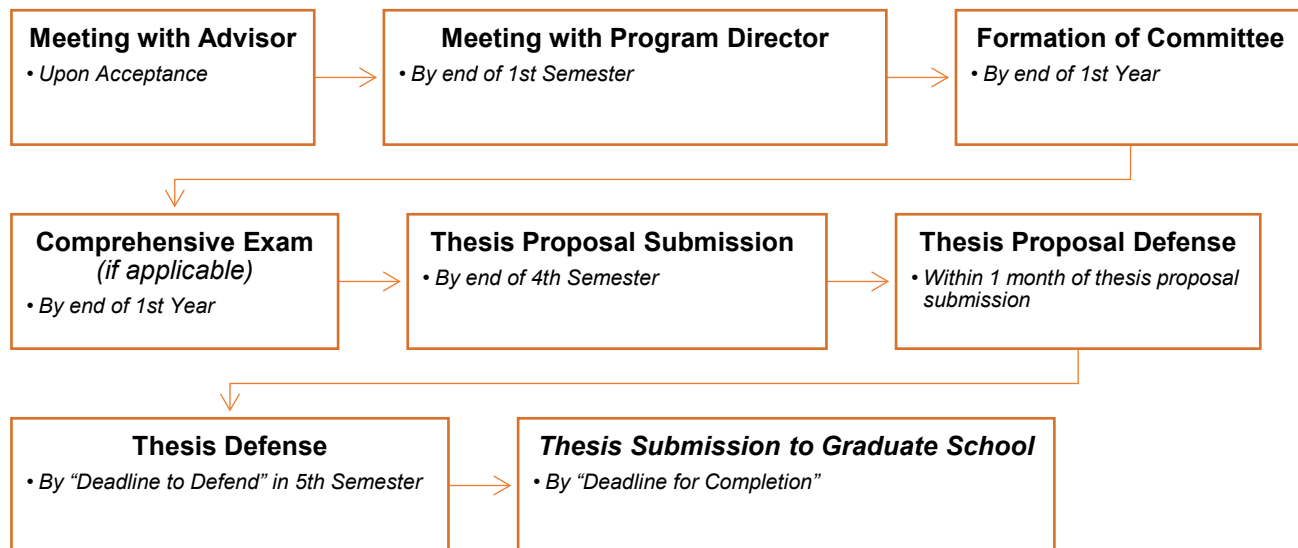 Meeting with Advisor
• Upon Acceptance
Meeting with Program Director
• By end of 1st Semester
Formation of Committee
• By end of 1st Year
Comprehensive Exam
(if applicable)
• By end of 1st Year
Thesis Proposal Submission
• By end of 4th Semester
Thesis Proposal Defense
• Within 1 month of thesis proposal
submission
Thesis Defense
• By “Deadline to Defend” in 5th Semester
Thesis Submission to Graduate School
• By “Deadline for Completion”